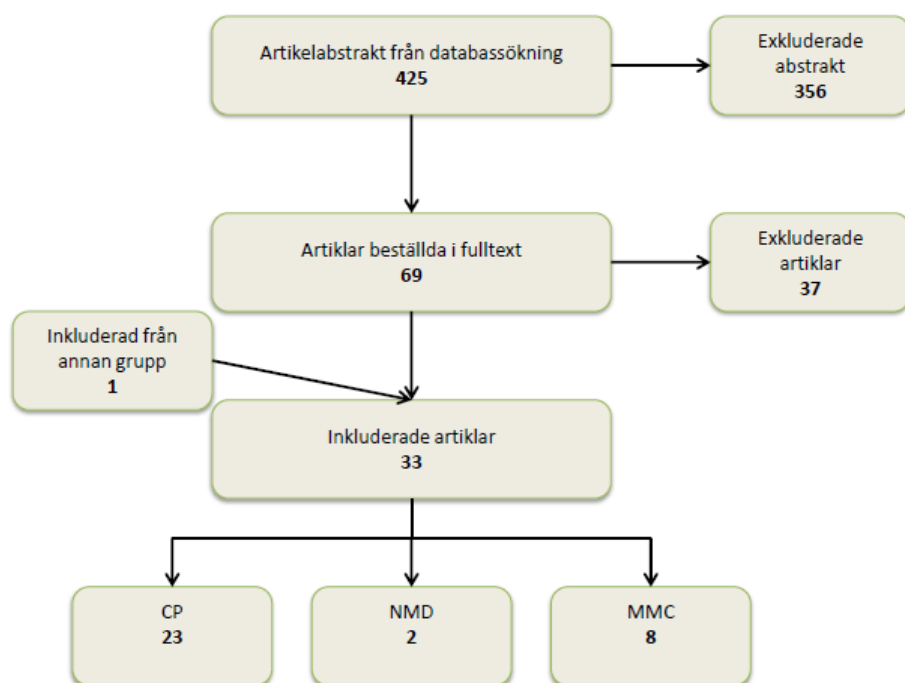 Artikelabstrakt från databassökning
425
Exkluderade
abstrakt
356
Artiklar beställda i fulltext
69
Exkluderade
artiklar
37
Inkluderad från
annan grupp
1
Inkluderade artiklar
33
CP
23
NMD
2
MMC
8